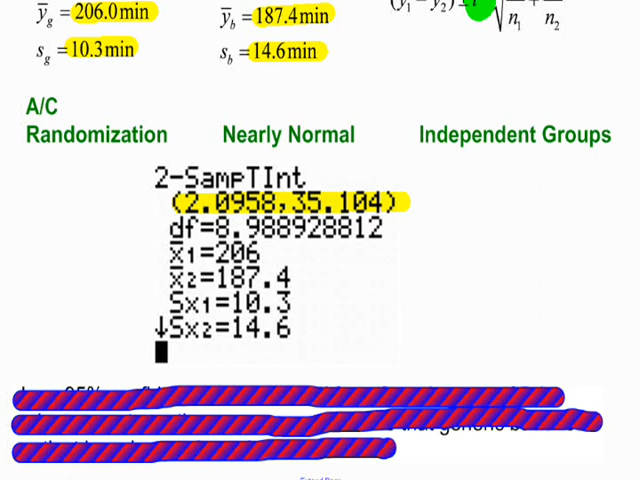 ȳg = 206.0 min ȳb = 187.4 min
sg = 10.3 min sb = 14.6 min
n1 n2
A/C
Randomization Nearly Normal Independent Groups
2-SampTInt
(2.0958,35.104)
df=8.988928812
x̄1=206
x̄2=187.4
Sx1=10.3
↓Sx2=14.6